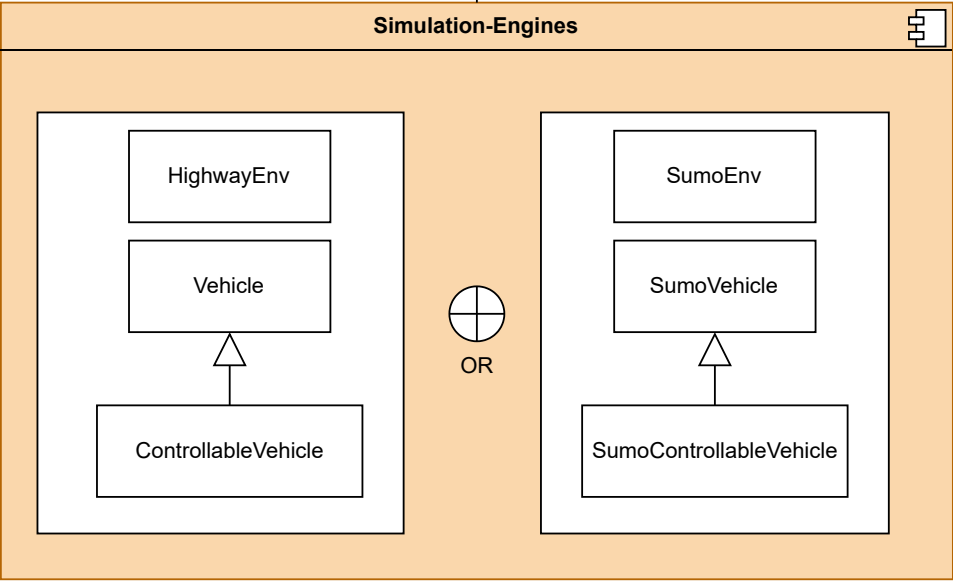 Simulation-Engines
HighwayEnv
Vehicle
ControllableVehicle
OR
SumoEnv
SumoVehicle
SumoControllableVehicle